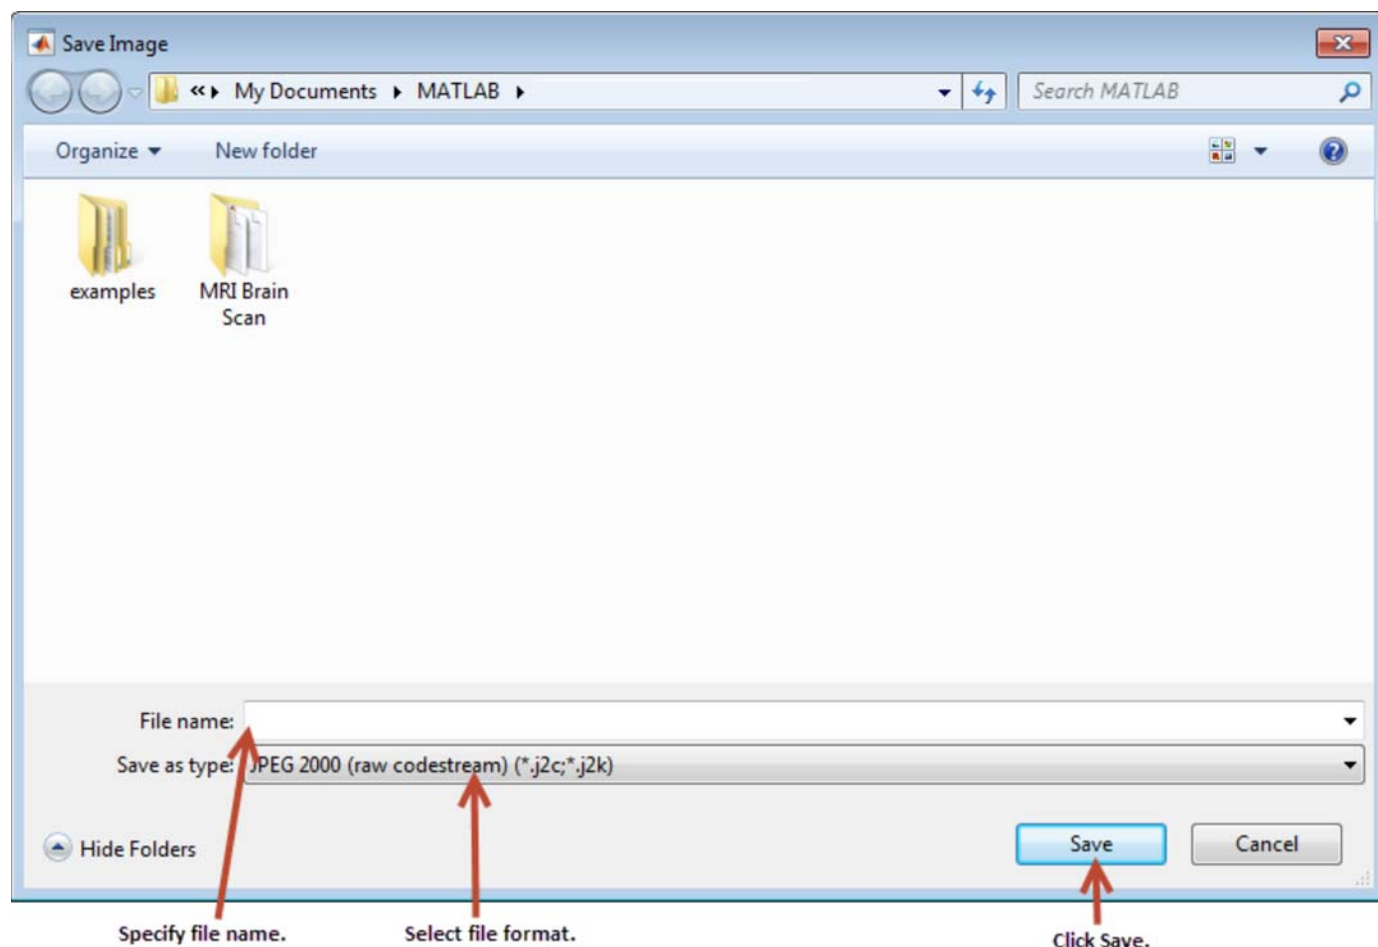 Save Image
« My Documents MATLAB
Search MATLAB
Organize
New folder
examples
MRI Brain
Scan
File name:
Save as type: JPEG 2000 (raw codestream) (*.j2c;*.j2k)
Hide Folders
Save
Cancel
Specify file name.
Select file format.
Click Save.